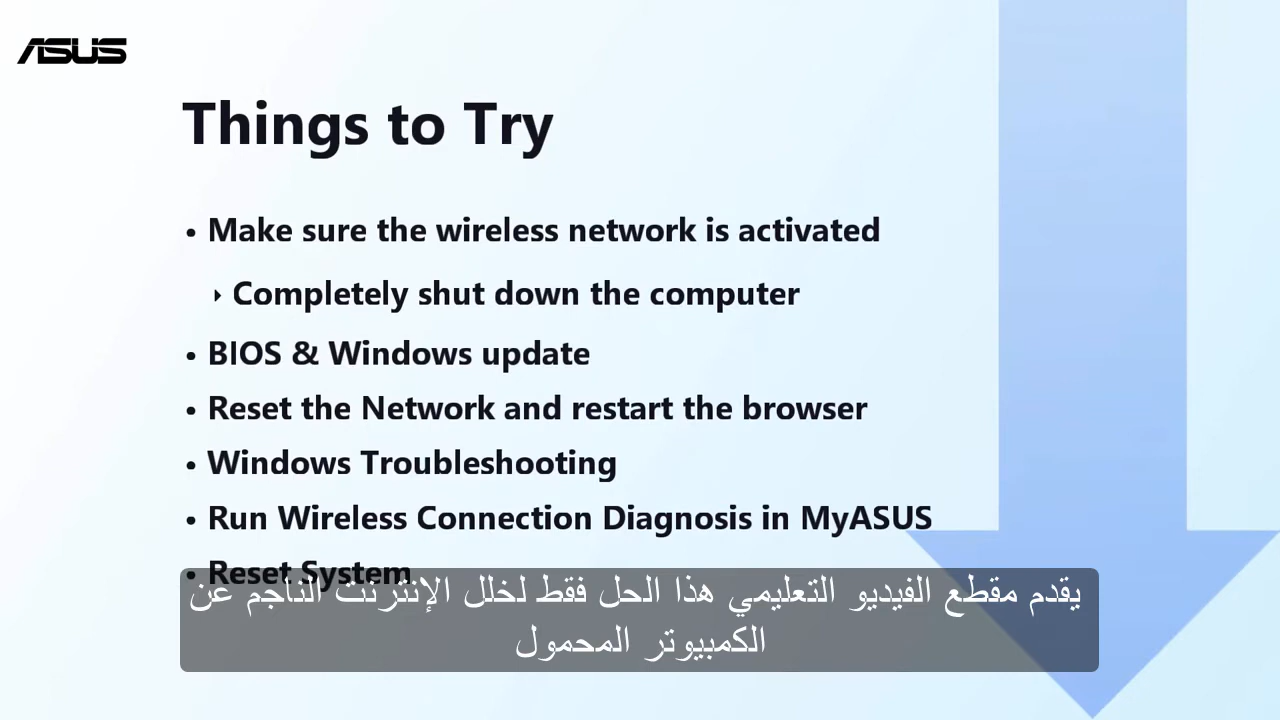 ASUS
Things to Try
• Make sure the wireless network is activated
‣ Completely shut down the computer
• BIOS & Windows update
• Reset the Network and restart the browser
• Windows Troubleshooting
• Run Wireless Connection Diagnosis in MyASUS
• Reset System
يقدم مقطع الفيديو التعليمي هذا الحل فقط لخلل الإنترنت الناجم عن
الكمبيوتر المحمول